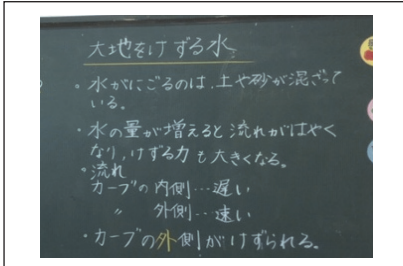 大地をけずる水
・水がにごるのは、土や砂が混ざって
いる。
・水の量が増えると流れがはやく
なり、けずる力も大きくなる。
・流れ
カーブの内側…遅い
〃 外側…速い
・カーブの外側がけずられる。